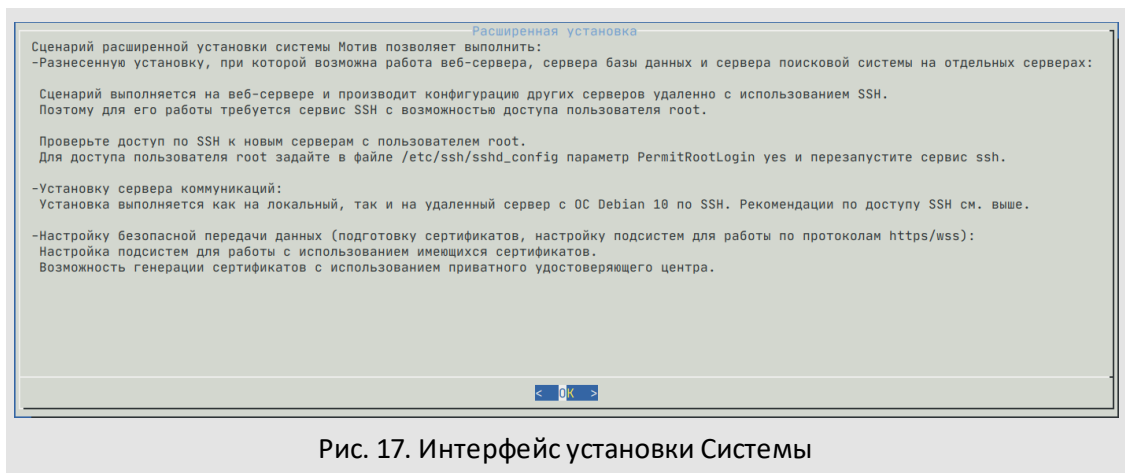 Расширенная установка
Сценарий расширенной установки системы Мотив позволяет выполнить:
-Разнесенную установку, при которой возможна работа веб-сервера, сервера базы данных и сервера поисковой системы на отдельных серверах:
Сценарий выполняется на веб-сервере и производит конфигурацию других серверов удаленно с использованием SSH.
Поэтому для его работы требуется сервис SSH с возможностью доступа пользователя root.
Проверьте доступ по SSH к новым серверам с пользователем root.
Для доступа пользователя root задайте в файле /etc/ssh/sshd_config параметр PermitRootLogin yes и перезапустите сервис ssh.
-Установку сервера коммуникаций:
Установка выполняется как на локальный, так и на удаленный сервер с ОС Debian 10 по SSH. Рекомендации по доступу SSH см. выше.
-Настройку безопасной передачи данных (подготовку сертификатов, настройку подсистем для работы по протоколам https/wss):
Настройка подсистем для работы с использованием имеющихся сертификатов.
Возможность генерации сертификатов с использованием приватного удостоверяющего центра.
< OK >
Рис. 17. Интерфейс установки Системы